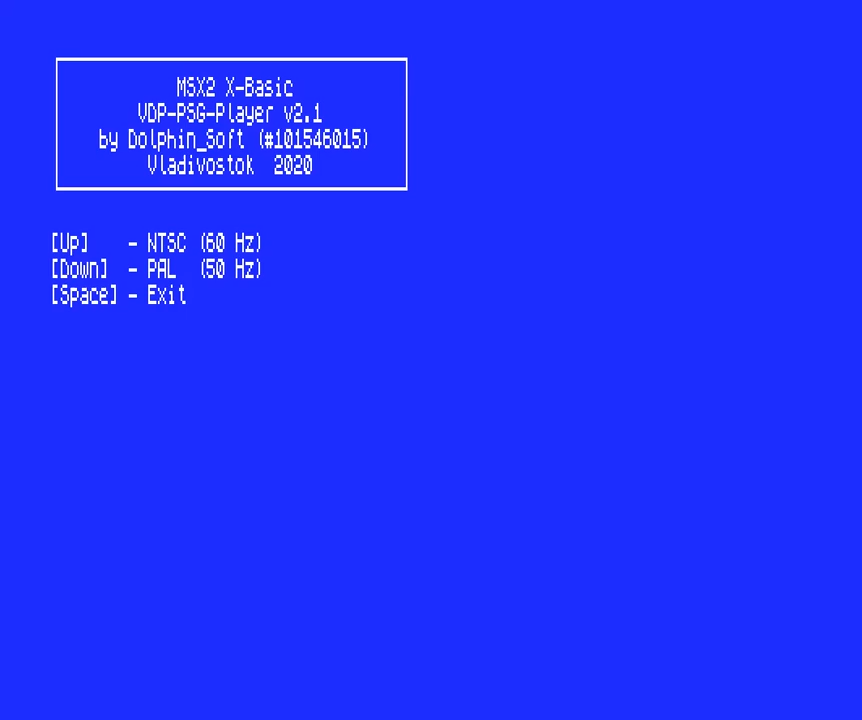 MSX2 X-Basic
VDP-PSG-Player v2.1
by Dolphin_Soft (#101546015)
Vladivostok  2020
[Up]    - NTSC (60 Hz)
[Down]  - PAL  (50 Hz)
[Space] - Exit